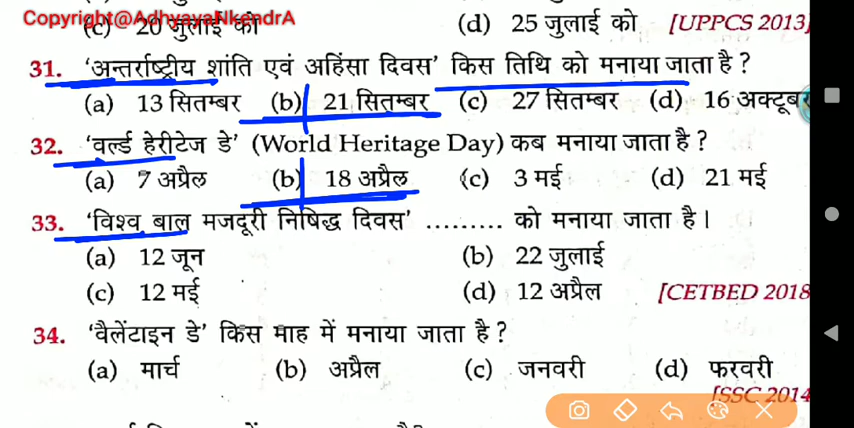 Copyright@AdhyayaNkendrA
(c) 20 जुलाई को (d) 25 जुलाई को [UPPCS 2013]
31. ‘अन्तर्राष्ट्रीय शांति एवं अहिंसा दिवस’ किस तिथि को मनाया जाता है?
(a) 13 सितम्बर (b) 21 सितम्बर (c) 27 सितम्बर (d) 16 अक्टूबर
32. ‘वर्ल्ड हेरीटेज डे’ (World Heritage Day) कब मनाया जाता है?
(a) 7 अप्रैल (b) 18 अप्रैल (c) 3 मई (d) 21 मई
33. ‘विश्व बाल मजदूरी निषिद्ध दिवस’ ......... को मनाया जाता है।
(a) 12 जून (b) 22 जुलाई
(c) 12 मई (d) 12 अप्रैल [CETBED 2018
34. ‘वैलेंटाइन डे’ किस माह में मनाया जाता है?
(a) मार्च (b) अप्रैल (c) जनवरी (d) फरवरी
[SSC 2014